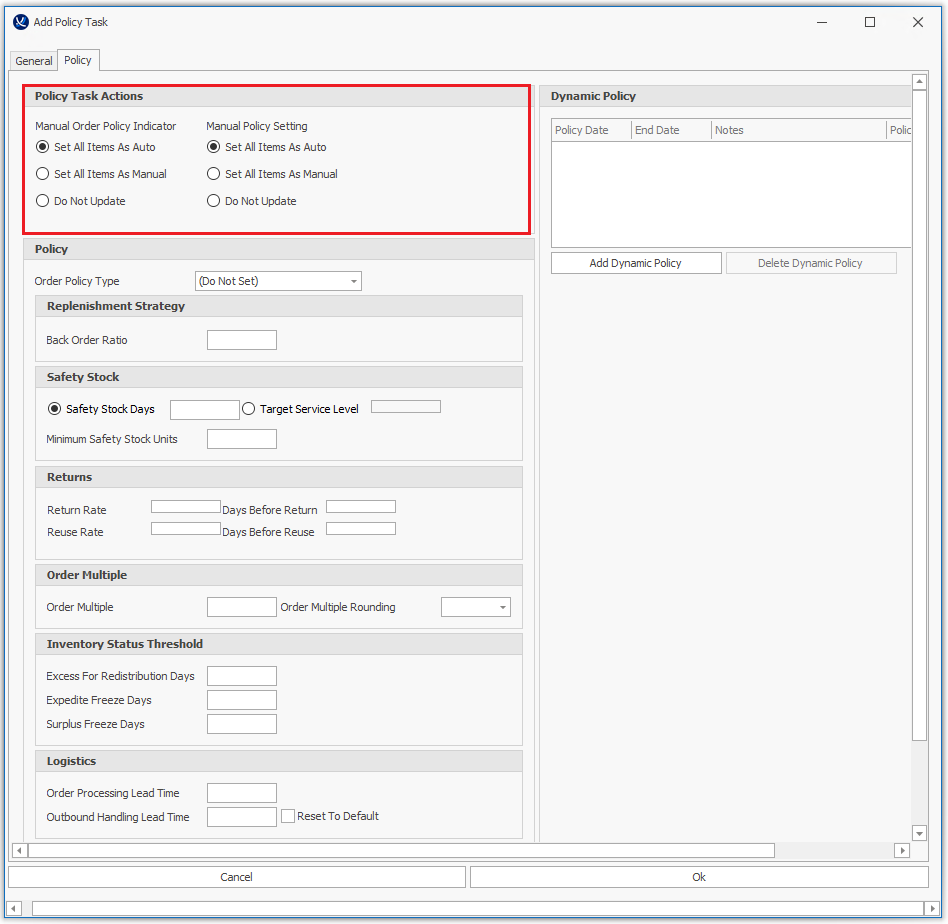 Add Policy Task
General Policy
Policy Task Actions
Manual Order Policy Indicator Manual Policy Setting
Set All Items As Auto Set All Items As Auto
Set All Items As Manual Set All Items As Manual
Do Not Update Do Not Update
Policy
Order Policy Type (Do Not Set)
Replenishment Strategy
Back Order Ratio
Safety Stock
Safety Stock Days Target Service Level
Minimum Safety Stock Units
Returns
Return Rate Days Before Return
Reuse Rate Days Before Reuse
Order Multiple
Order Multiple Order Multiple Rounding
Inventory Status Threshold
Excess For Redistribution Days
Expedite Freeze Days
Surplus Freeze Days
Logistics
Order Processing Lead Time
Outbound Handling Lead Time Reset To Default
Dynamic Policy
Policy Date End Date Notes Polic
Add Dynamic Policy Delete Dynamic Policy
Cancel Ok